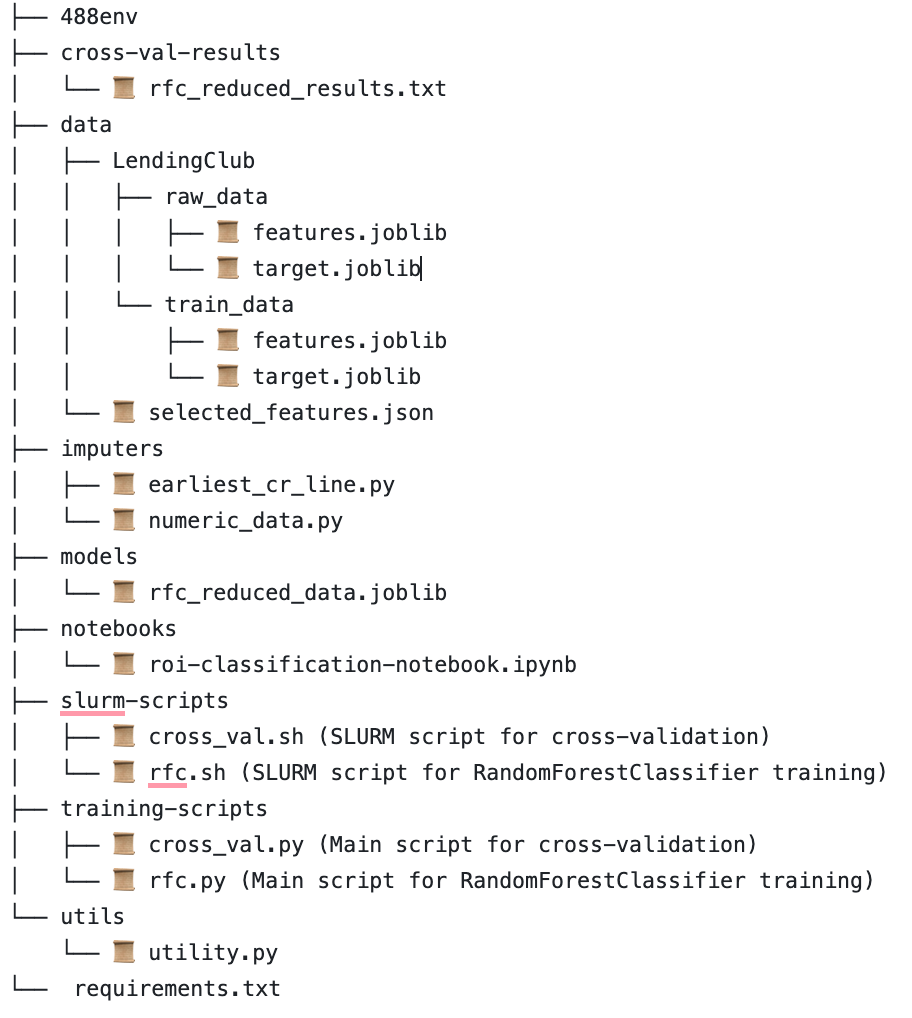 ├── 488env
├── cross-val-results
│   └── 📜 rfc_reduced_results.txt
├── data
│   ├── LendingClub
│   │   ├── raw_data
│   │   │   ├── 📜 features.joblib
│   │   │   └── 📜 target.joblib
│   │   └── train_data
│   │       ├── 📜 features.joblib
│   │       └── 📜 target.joblib
│   └── 📜 selected_features.json
├── imputers
│   ├── 📜 earliest_cr_line.py
│   └── 📜 numeric_data.py
├── models
│   └── 📜 rfc_reduced_data.joblib
├── notebooks
│   └── 📜 roi-classification-notebook.ipynb
├── slurm-scripts
│   ├── 📜 cross_val.sh (SLURM script for cross-validation)
│   └── 📜 rfc.sh (SLURM script for RandomForestClassifier training)
├── training-scripts
│   ├── 📜 cross_val.py (Main script for cross-validation)
│   └── 📜 rfc.py (Main script for RandomForestClassifier training)
└── utils
    └── 📜 utility.py
└──  requirements.txt